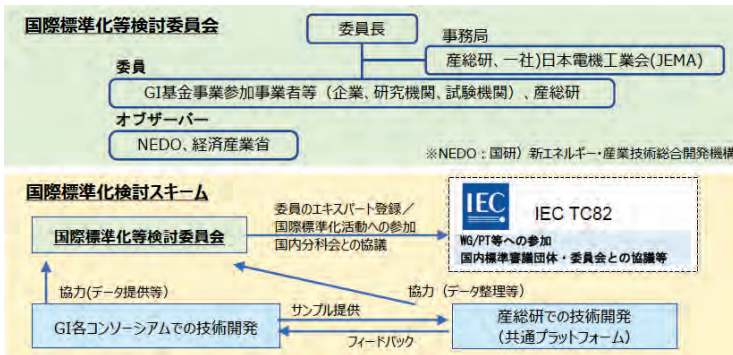 国際標準化等検討委員会
委員長
事務局
産総研、一社)日本電機工業会(JEMA)
委員
GI基金事業参加事業者等（企業、研究機関、試験機関）、産総研
オブザーバー
NEDO、経済産業省
※NEDO：国研）新エネルギー・産業技術総合開発機構
国際標準化検討スキーム
委員のエキスパート登録／
国際標準化活動への参加
国内分科会との協議
IEC
IEC TC82
WG/PT等への参加
国内標準審議団体・委員会との協議等
国際標準化等検討委員会
協力(データ提供等)
協力（データ整理等）
GI各コンソーシアムでの技術開発
サンプル提供
フィードバック
産総研での技術開発
（共通プラットフォーム）